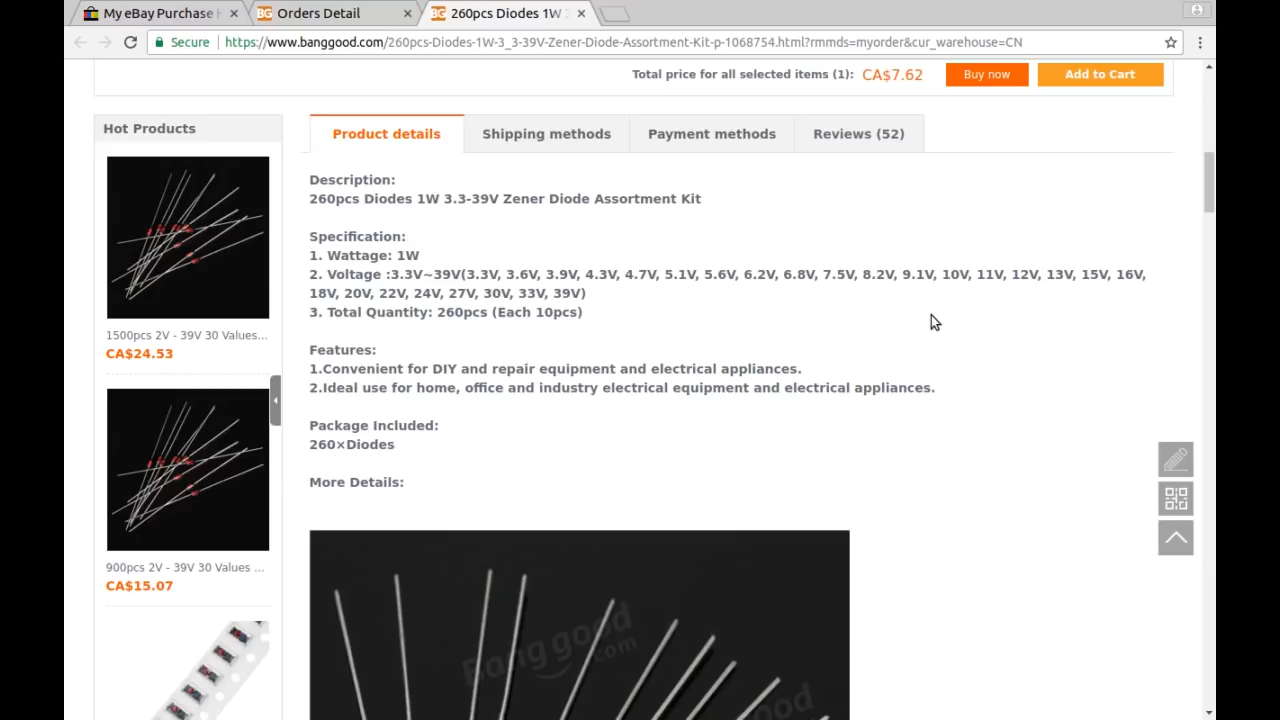 My eBay Purchase H
Orders Detail
BG
260pcs Diodes 1W 3
BG
Secure
https://www.banggood.com/260pcs-Diodes-1W-3_3-39V-Zener-Diode-Assortment-Kit-p-1068754.html?rmmds=myorder&cur_warehouse=CN
Total price for all selected items (1): CA$7.62
Buy now
Add to Cart
Hot Products
1500pcs 2V - 39V 30 Values...
CA$24.53
900pcs 2V - 39V 30 Values ...
CA$15.07
Product details
Shipping methods
Payment methods
Reviews (52)
Description:
260pcs Diodes 1W 3.3-39V Zener Diode Assortment Kit
Specification:
1. Wattage: 1W
2. Voltage :3.3V~39V(3.3V, 3.6V, 3.9V, 4.3V, 4.7V, 5.1V, 5.6V, 6.2V, 6.8V, 7.5V, 8.2V, 9.1V, 10V, 11V, 12V, 13V, 15V, 16V,
18V, 20V, 22V, 24V, 27V, 30V, 33V, 39V)
3. Total Quantity: 260pcs (Each 10pcs)
Features:
1.Convenient for DIY and repair equipment and electrical appliances.
2.Ideal use for home, office and industry electrical equipment and electrical appliances.
Package Included:
260×Diodes
More Details:
Banggood
.com